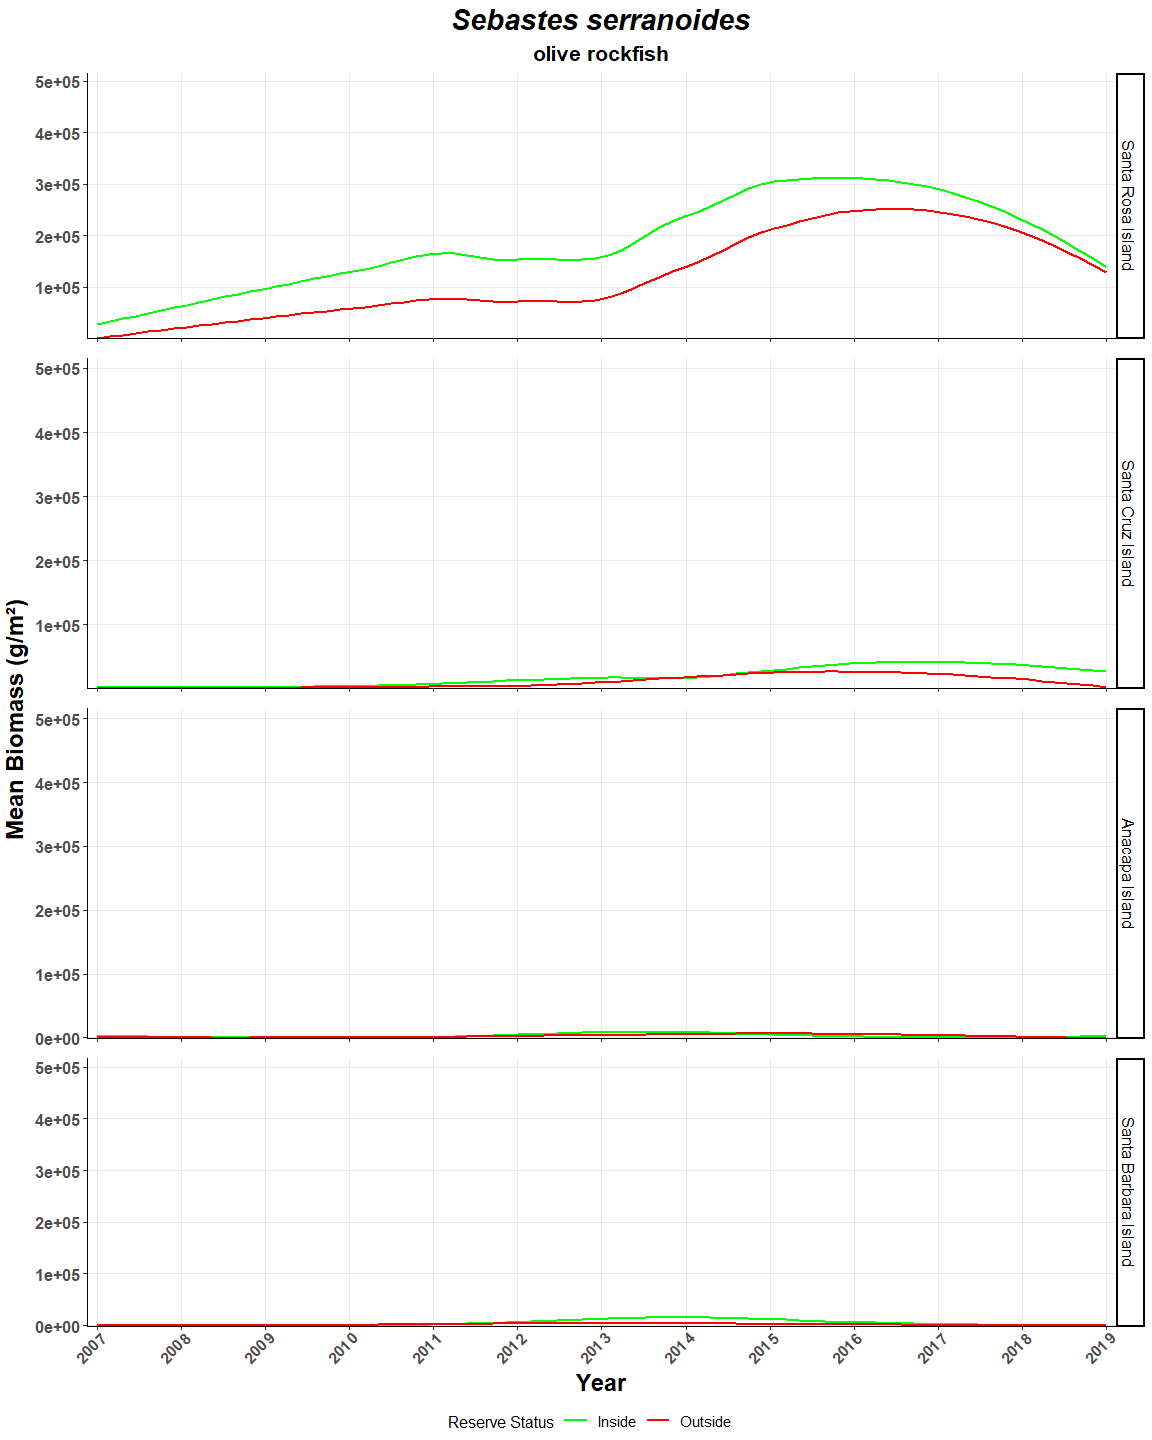 Sebastes serranoides
olive rockfish
Mean Biomass (g/m²)
5e+05
4e+05
3e+05
2e+05
1e+05
Santa Rosa Island
5e+05
4e+05
3e+05
2e+05
1e+05
Santa Cruz Island
5e+05
4e+05
3e+05
2e+05
1e+05
0e+00
Anacapa Island
5e+05
4e+05
3e+05
2e+05
1e+05
0e+00
Santa Barbara Island
2007 2008 2009 2010 2011 2012 2013 2014 2015 2016 2017 2018 2019
Year
Reserve Status Inside Outside